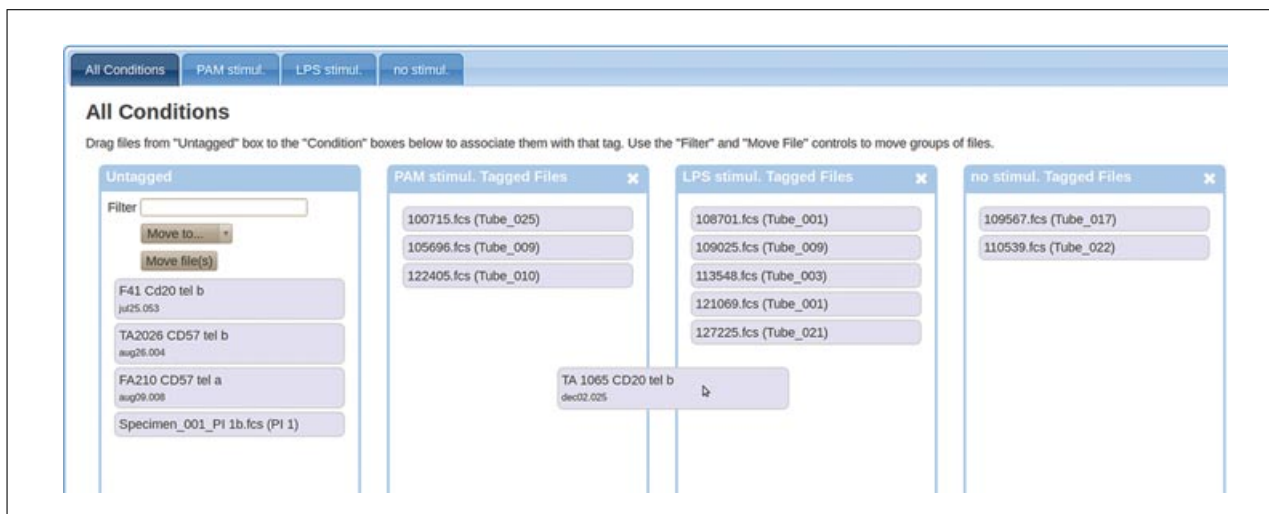 All Conditions PAM stimul. LPS stimul. no stimul.
All Conditions
Drag files from "Untagged" box to the "Condition" boxes below to associate them with that tag. Use the "Filter" and "Move File" controls to move groups of files.
Untagged
Filter
Move to...
Move file(s)
F41 Cd20 tel b
jul25.053
TA2026 CD57 tel b
aug26.004
FA210 CD57 tel a
aug09.008
Specimen_001_PI 1b.fcs (PI 1)
PAM stimul. Tagged Files
100715.fcs (Tube_025)
105696.fcs (Tube_009)
122405.fcs (Tube_010)
LPS stimul. Tagged Files
108701.fcs (Tube_001)
109025.fcs (Tube_009)
113548.fcs (Tube_003)
121069.fcs (Tube_001)
127225.fcs (Tube_021)
TA 1065 CD20 tel b
dec02.025
no stimul. Tagged Files
109567.fcs (Tube_017)
110539.fcs (Tube_022)